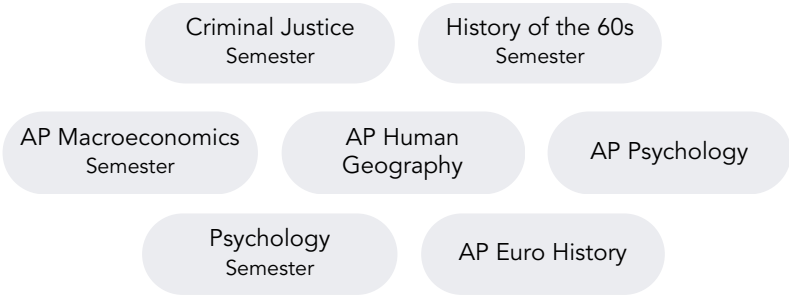 Criminal Justice
Semester
History of the 60s
Semester
AP Macroeconomics
Semester
AP Human
Geography
AP Psychology
Psychology
Semester
AP Euro History